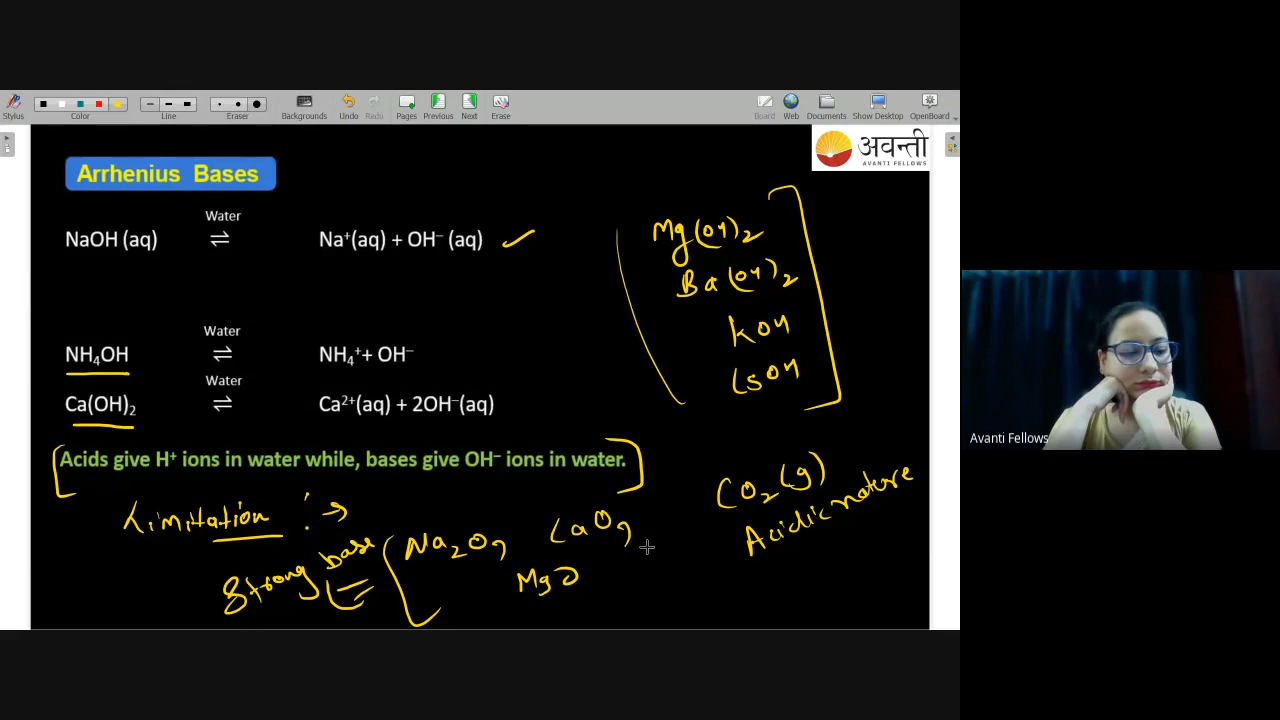 Stylus
Color
Line
Eraser
Backgrounds
Undo
Redo
Pages
Previous
Next
Erase
Board
Web
Documents
Show Desktop
OpenBoard
अवन्ती
AVANTI FELLOWS
Arrhenius Bases
Water
NaOH (aq) ⇌ Na⁺(aq) + OH⁻ (aq)
Water
NH₄OH ⇌ NH₄⁺+ OH⁻
Water
Ca(OH)₂ ⇌ Ca²⁺(aq) + 2OH⁻(aq)
Acids give H⁺ ions in water while, bases give OH⁻ ions in water.
Mg(OH)₂
Ba(OH)₂
KOH
CsOH
Limitation : →
Strong base
Na₂O, CaO,
MgO
CO₂(g)
Acidic nature
Avanti Fellows